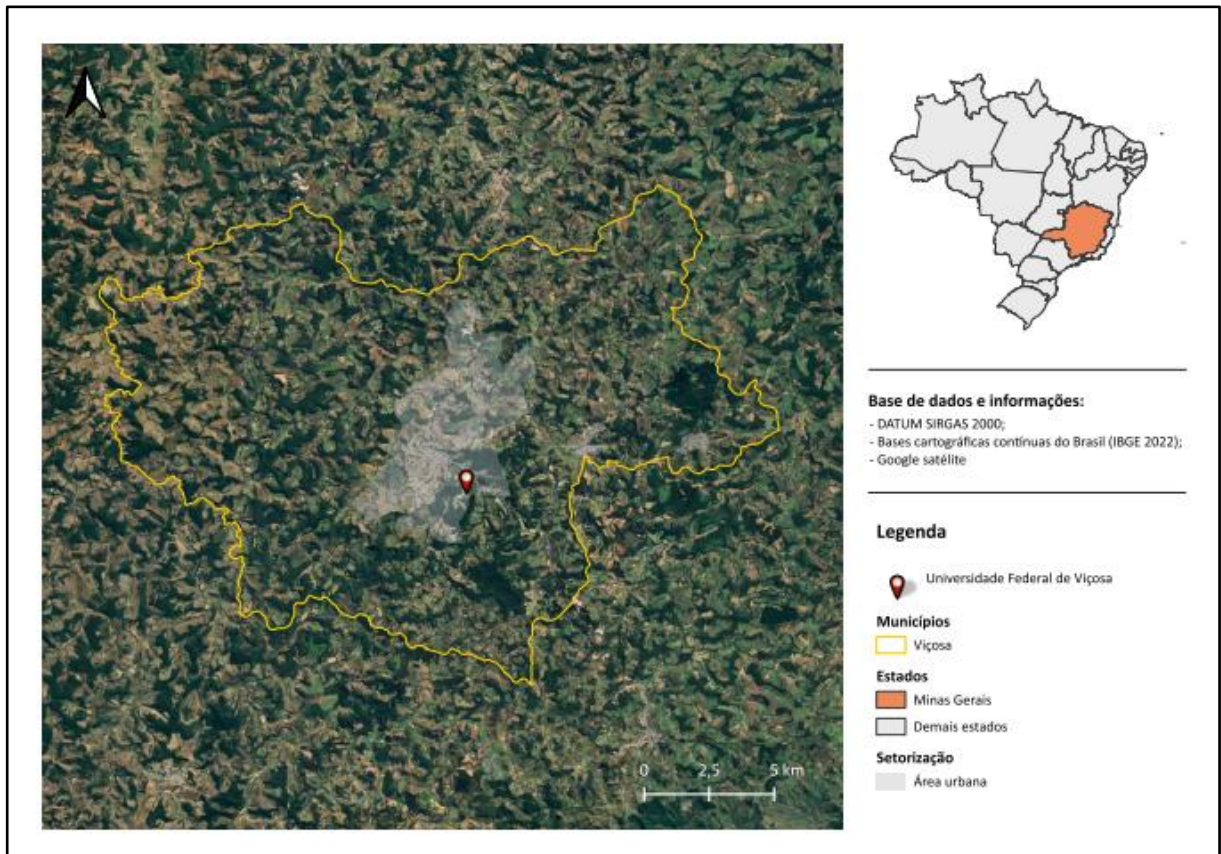 Base de dados e informações:
- DATUM SIRGAS 2000;
- Bases cartográficas contínuas do Brasil (IBGE 2022);
- Google satélite
Legenda
Universidade Federal de Viçosa
Municípios
Viçosa
Estados
Minas Gerais
Demais estados
Setorização
Área urbana
0 2,5 5 km